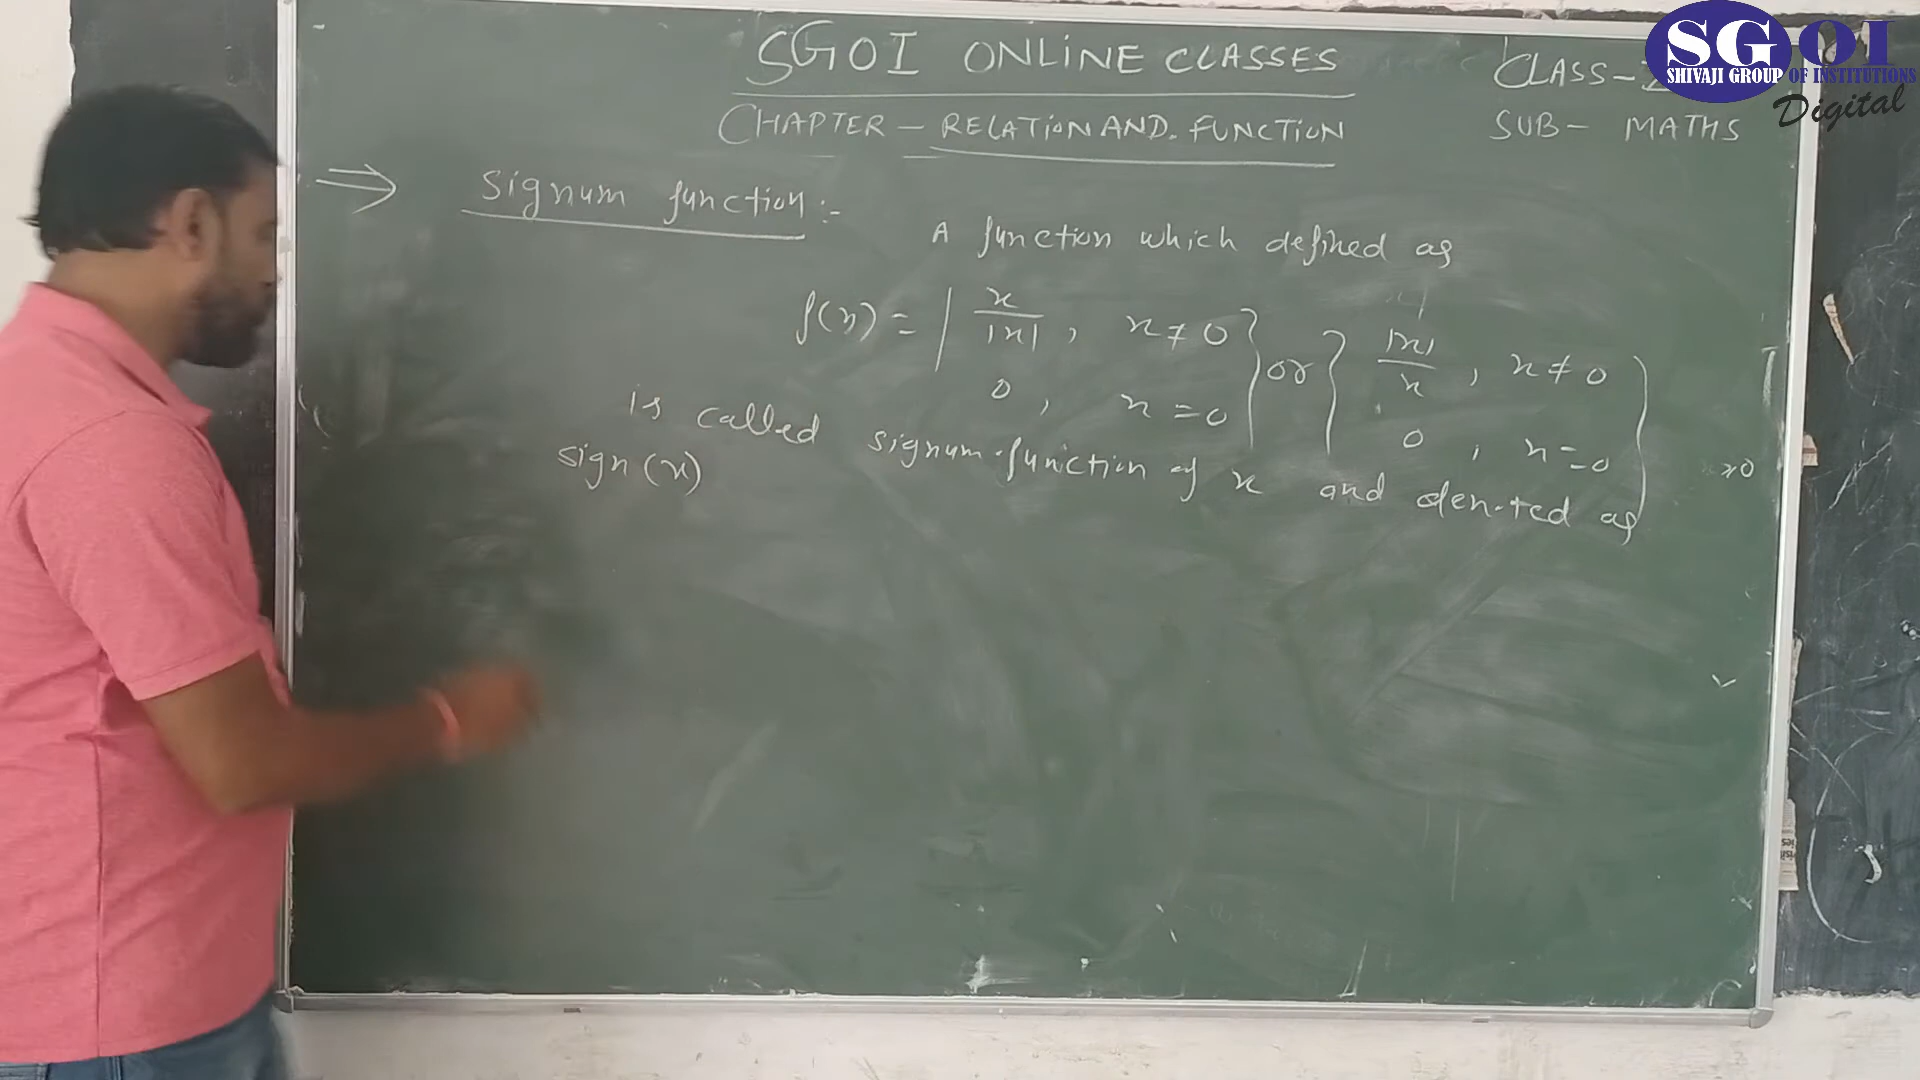 SGOI ONLINE CLASSES
CLASS-
SGOI
SHIVAJI GROUP OF INSTITUTIONS
Digital
CHAPTER - RELATION AND FUNCTION
SUB- MATHS
⇒ Signum function :-
A function which defined as
f(x) = | x/|x| , x ≠ 0 } or } |x|/x , x ≠ 0 }
0 , x = 0 0 , x = 0
is called signum function of x and denoted as
sign(x)